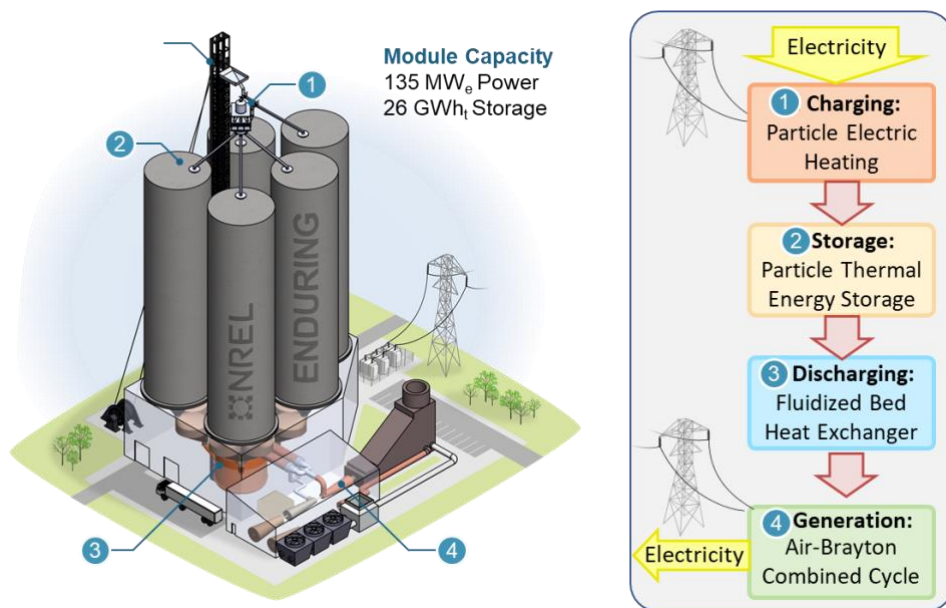 Module Capacity
135 MWₑ Power
26 GWhₜ Storage
1
2
NREL
ENDURING
3
4
Electricity
1 Charging:
Particle Electric
Heating
2 Storage:
Particle Thermal
Energy Storage
3 Discharging:
Fluidized Bed
Heat Exchanger
4 Generation:
Air-Brayton
Combined Cycle
Electricity